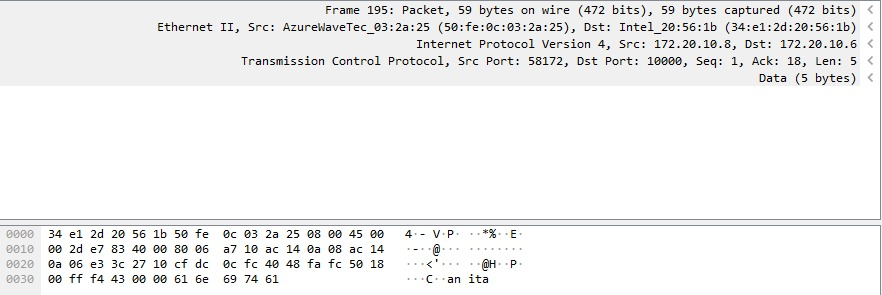 Frame 195: Packet, 59 bytes on wire (472 bits), 59 bytes captured (472 bits)
Ethernet II, Src: AzureWaveTec_03:2a:25 (50:fe:0c:03:2a:25), Dst: Intel_20:56:1b (34:e1:2d:20:56:1b)
Internet Protocol Version 4, Src: 172.20.10.8, Dst: 172.20.10.6
Transmission Control Protocol, Src Port: 58172, Dst Port: 10000, Seq: 1, Ack: 18, Len: 5
Data (5 bytes)
0000 34 e1 2d 20 56 1b 50 fe 0c 03 2a 25 08 00 45 00 4·- V·P· ··*%··E·
0010 00 2d e7 83 40 00 80 06 a7 10 ac 14 0a 08 ac 14 ·-··@··· ········
0020 0a 06 e3 3c 27 10 cf dc 0c fc 40 48 fa fc 50 18 ···<'··· ··@H··P·
0030 00 ff f4 43 00 00 61 6e 69 74 61 ···C··an ita